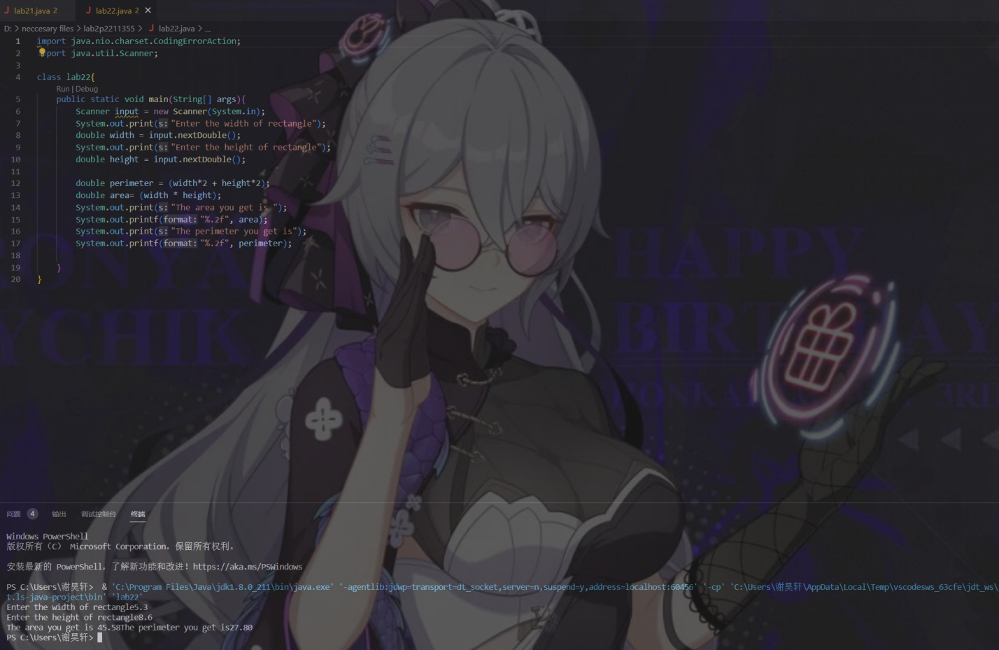 lab21.java 2 lab22.java 2 ×
D: > neccesary files > lab2p2211355 > lab22.java > ...
1 import java.nio.charset.CodingErrorAction;
2 port java.util.Scanner;
3
4 class lab22{
Run | Debug
5 public static void main(String[] args){
6 Scanner input = new Scanner(System.in);
7 System.out.print(s: "Enter the width of rectangle");
8 double width = input.nextDouble();
9 System.out.print(s: "Enter the height of rectangle");
10 double height = input.nextDouble();
11
12 double perimeter = (width*2 + height*2);
13 double area= (width * height);
14 System.out.print(s: "The area you get is ");
15 System.out.printf(format: "%.2f", area);
16 System.out.print(s: "The perimeter you get is");
17 System.out.printf(format: "%.2f", perimeter);
18
19 }
20 }
HAPPY
YCHIK
问题 4 输出 调试控制台 终端
Windows PowerShell
版权所有（C） Microsoft Corporation。保留所有权利。
安装最新的 PowerShell，了解新功能和改进！https://aka.ms/PSWindows
PS C:\Users\谢昊轩> & 'C:\Program Files\Java\jdk1.8.0_211\bin\java.exe' '-agentlib:jdwp=transport=dt_socket,server=n,suspend=y,address=localhost:60456' '-cp' 'C:\Users\谢昊轩\AppData\Local\Temp\vscodesws_63cfe\jdt_ws\
t.ls-java-project\bin' 'lab22'
Enter the width of rectangle5.3
Enter the height of rectangle8.6
The area you get is 45.58The perimeter you get is27.80
PS C:\Users\谢昊轩>